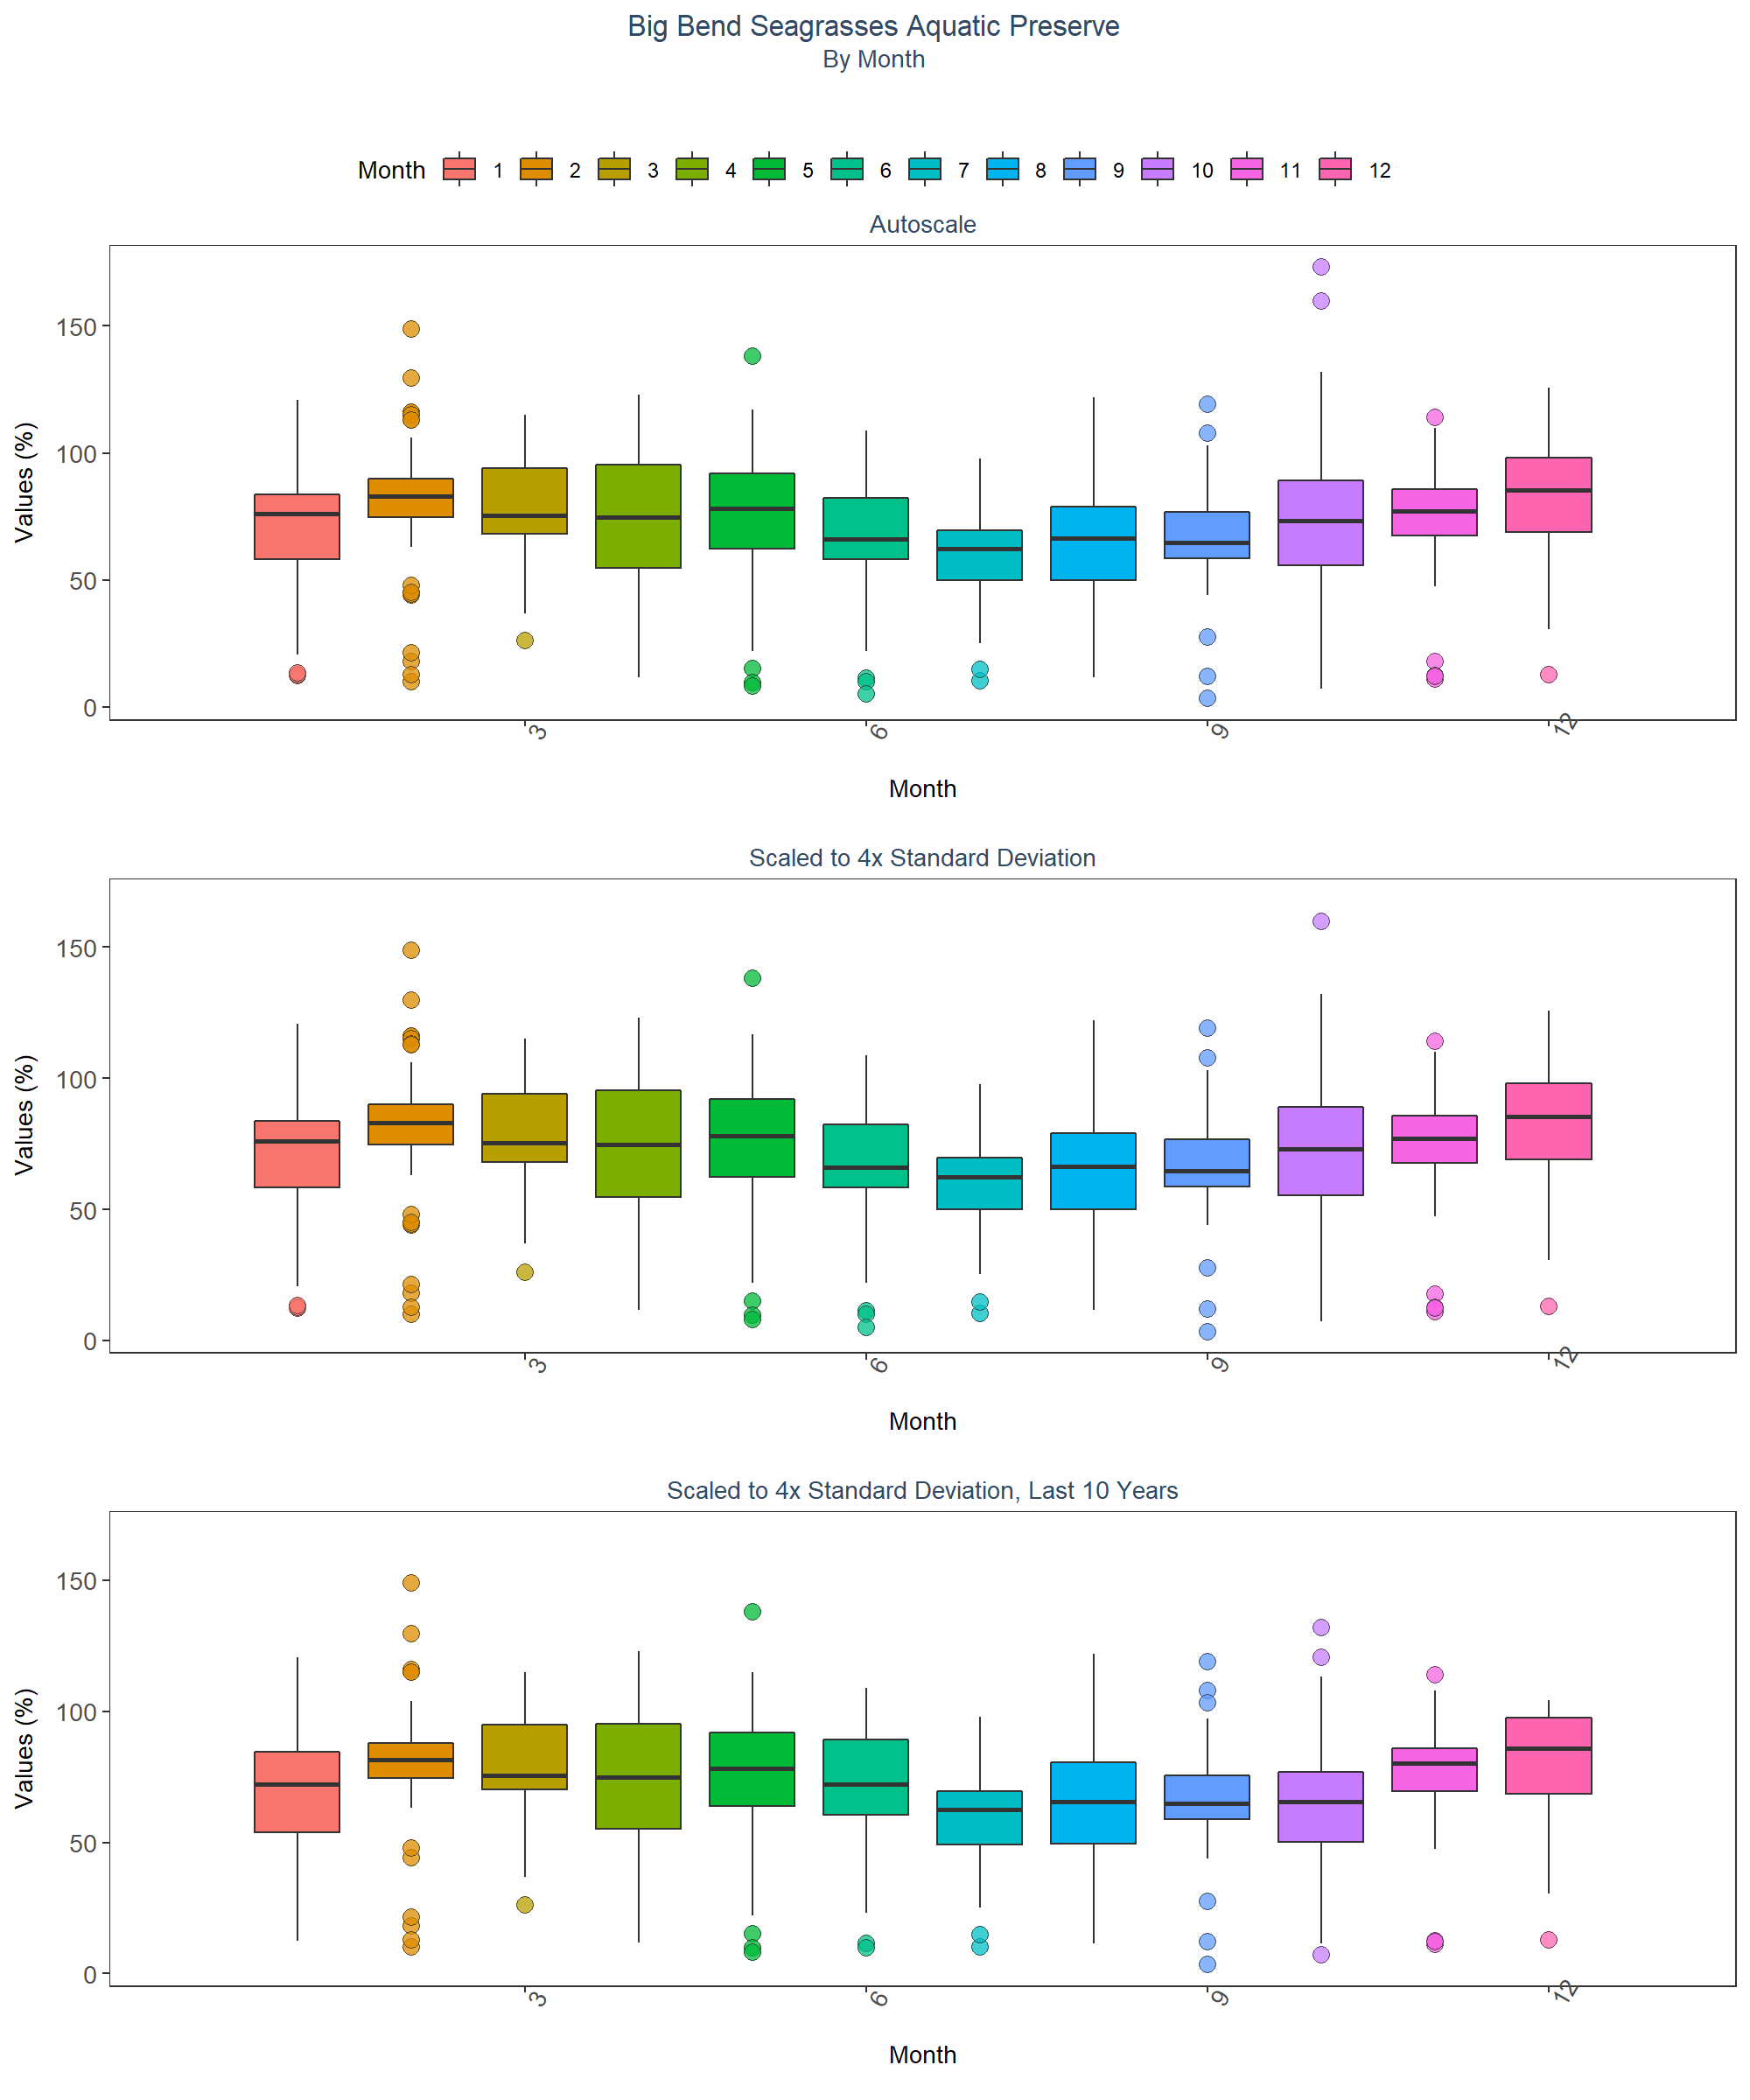 Big Bend Seagrasses Aquatic Preserve
By Month
Month 1 2 3 4 5 6 7 8 9 10 11 12
Autoscale
Values (%)
150
100
50
0
3 6 9 12
Month
Scaled to 4x Standard Deviation
Values (%)
150
100
50
0
3 6 9 12
Month
Scaled to 4x Standard Deviation, Last 10 Years
Values (%)
150
100
50
0
3 6 9 12
Month